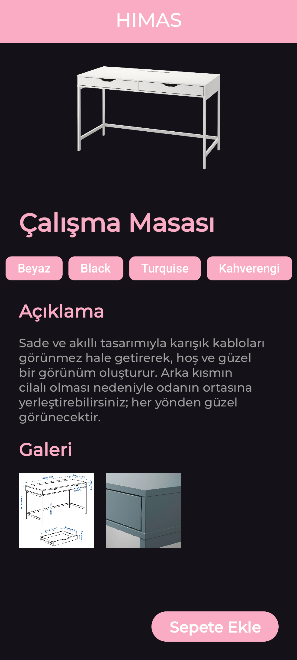 HIMAS
Çalışma Masası
Beyaz Black Turquise Kahverengi
Açıklama
Sade ve akıllı tasarımıyla karışık kabloları
görünmez hale getirerek, hoş ve güzel
bir görünüm oluşturur. Arka kısmın
cilalı olması nedeniyle odanın ortasına
yerleştirebilirsiniz; her yönden güzel
görünecektir.
Galeri
Sepete Ekle